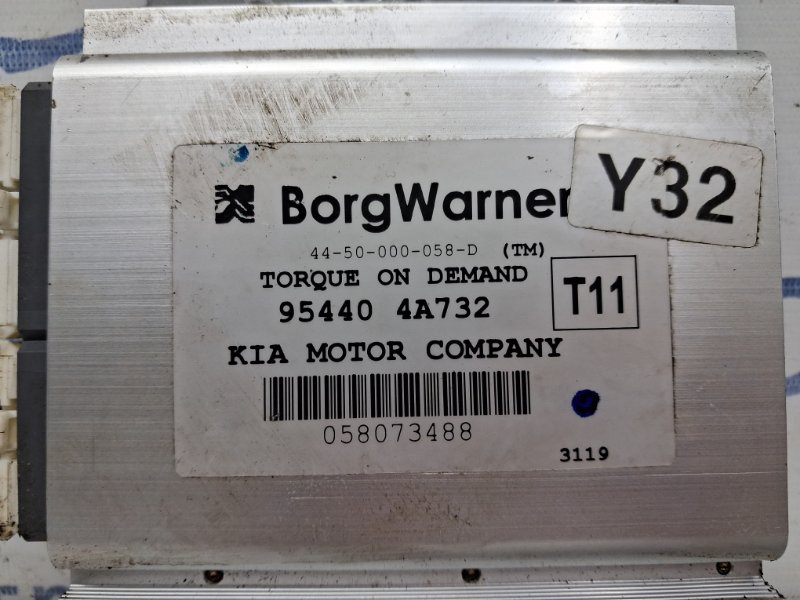 BorgWarner
Y32
44-50-000-058-D (TM)
TORQUE ON DEMAND
95440 4A732
T11
KIA MOTOR COMPANY
058073488
3119